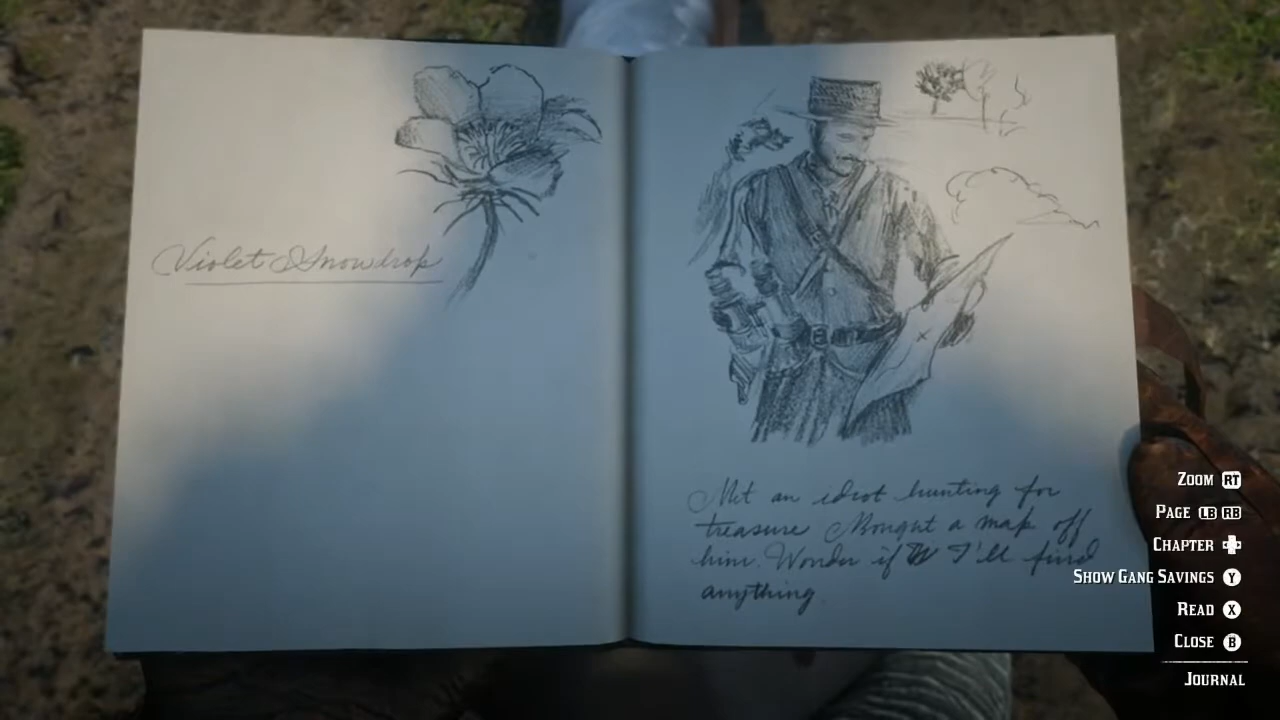 Violet Snowdrop
Met an idiot hunting for
treasure Bought a map off
him. Wonder if I'll find
anything.
Zoom RT
Page LB RB
Chapter
Show Gang Savings Y
Read X
Close B
Journal